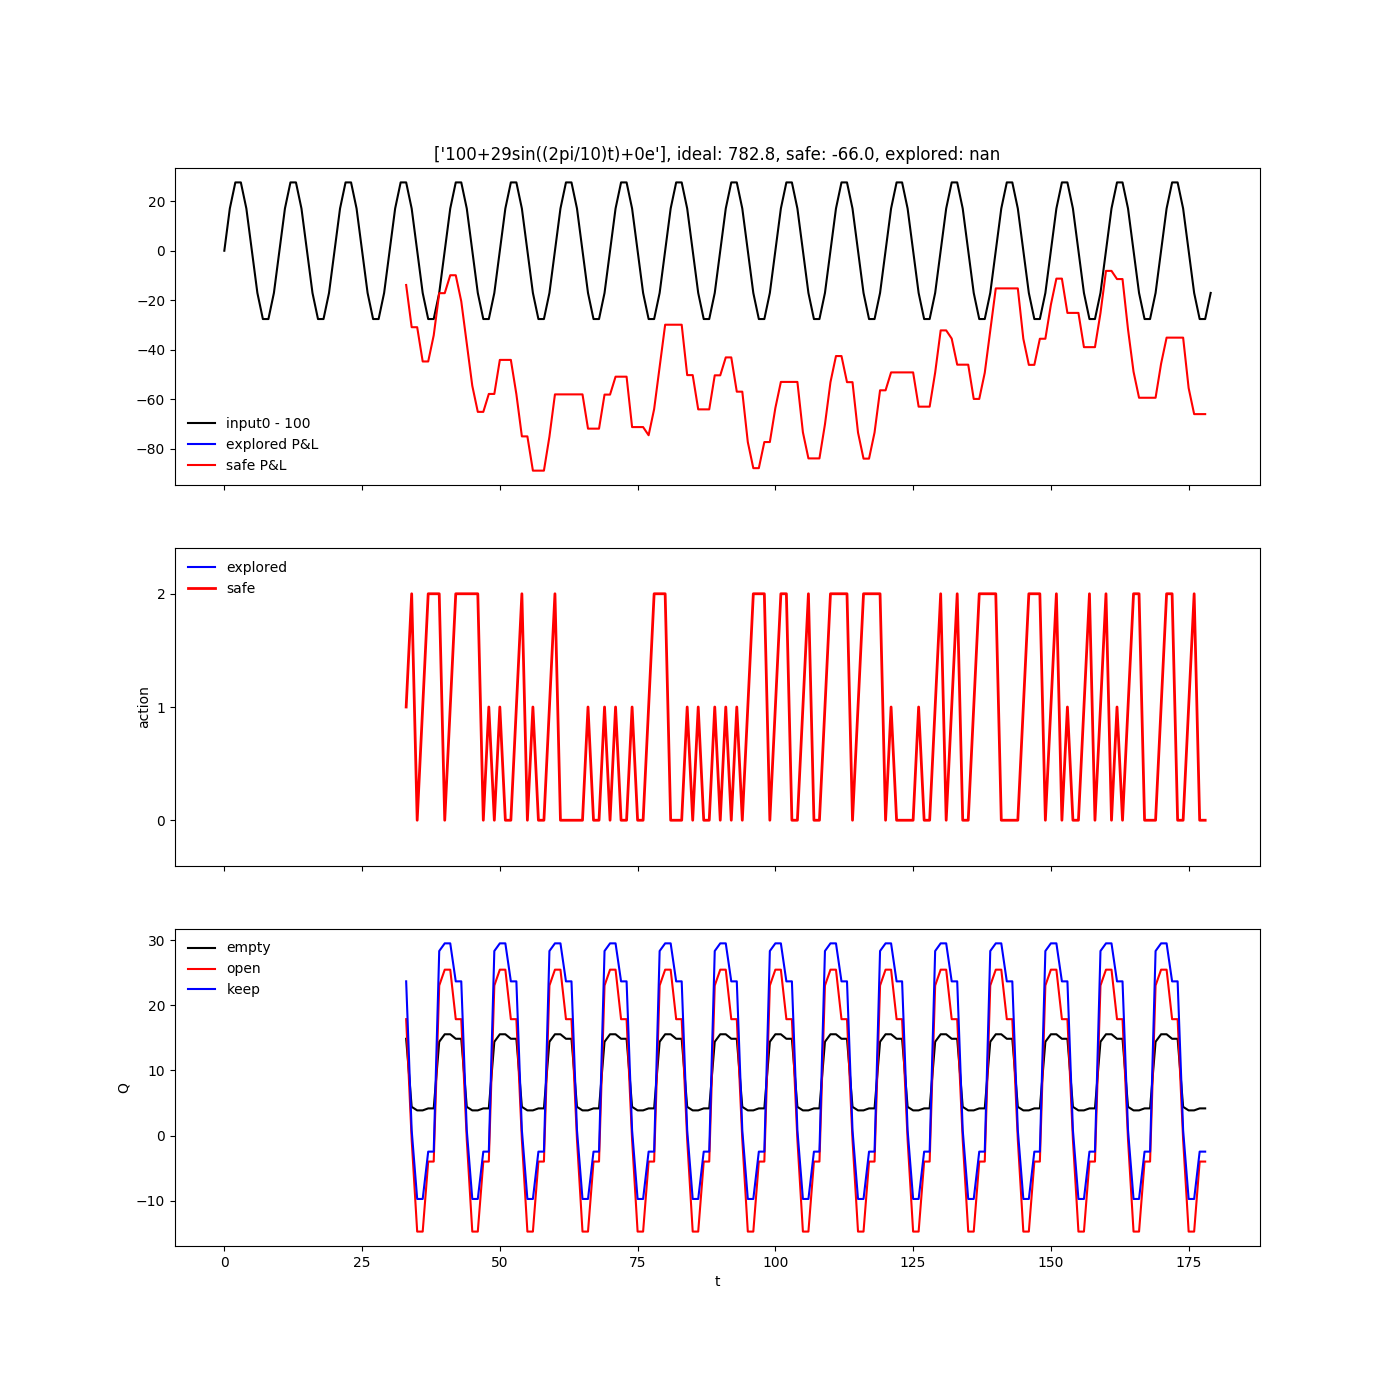 ['100+29sin((2pi/10)t)+0e'], ideal: 782.8, safe: -66.0, explored: nan
20
0
−20
−40
−60
−80
input0 - 100
explored P&L
safe P&L
explored
safe
2
1
0
action
empty
open
keep
30
20
10
0
−10
Q
0 25 50 75 100 125 150 175
t